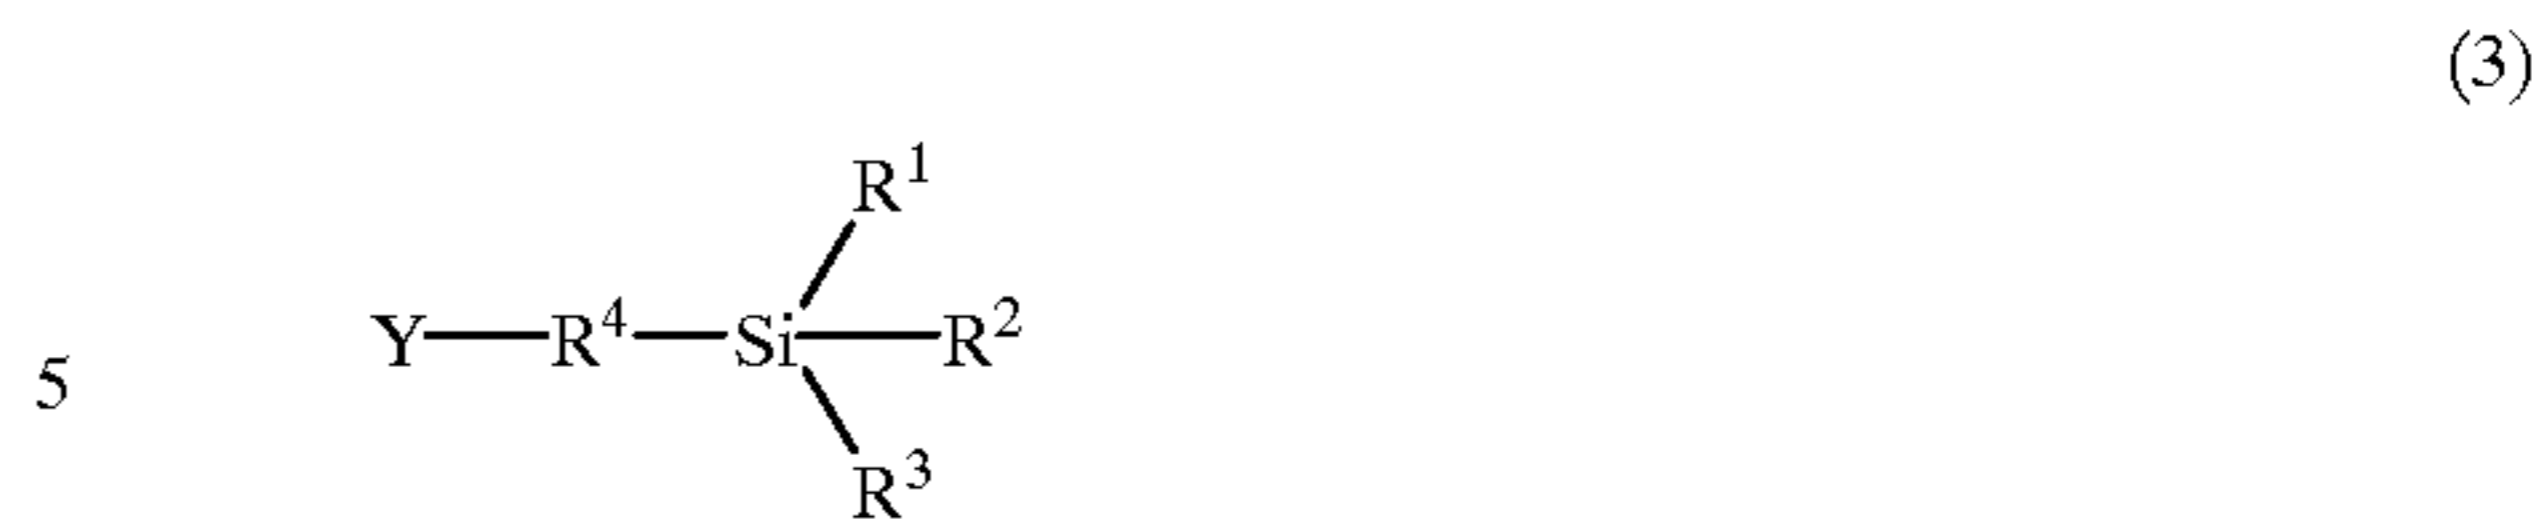 (3)
R¹
Y—R⁴—Si—R²
5
R³